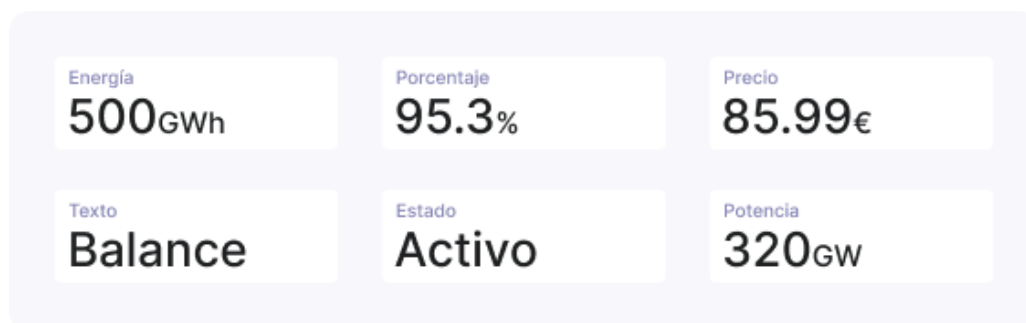 Energía
500GWh
Porcentaje
95.3%
Precio
85.99€
Texto
Balance
Estado
Activo
Potencia
320GW